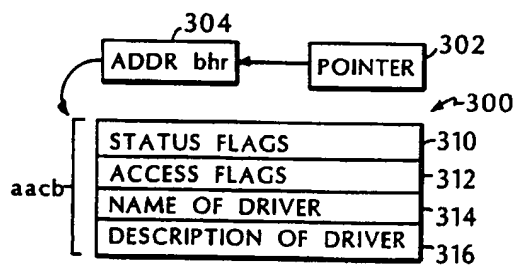 304
302
ADDR bhr
POINTER
300
STATUS FLAGS
310
ACCESS FLAGS
312
aacb
NAME OF DRIVER
314
DESCRIPTION OF DRIVER
316